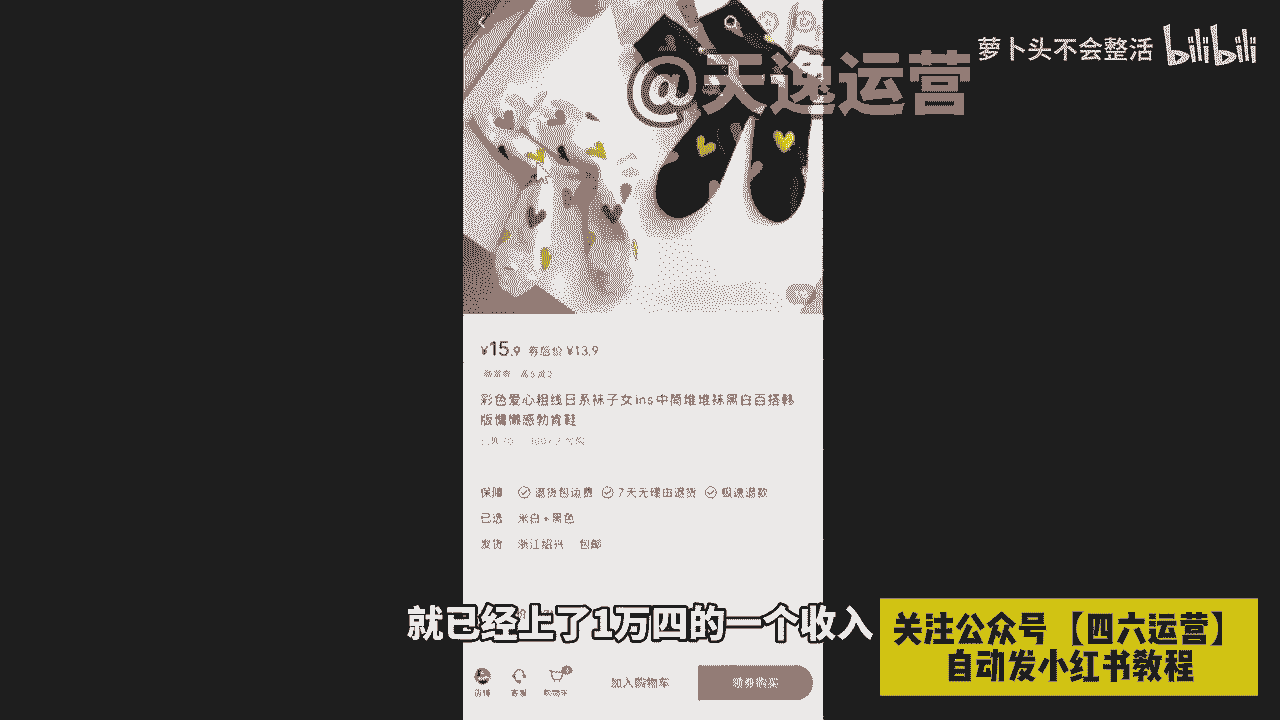 萝卜头不会整活 bilibili
@天逸运营
¥15.9 券后价 ¥13.9
彩色爱心粗线日系袜子女ins中筒堆堆袜黑白百搭韩
版慵懒感勃肯鞋
保障 退货包运费 7天无理由退货 极速退款
已选 米白+黑色
发货 浙江绍兴 包邮
就已经上了1万四的一个收入
关注公众号【四六运营】
自动发小红书教程
店铺 客服 购物车 加入购物车 领券购买